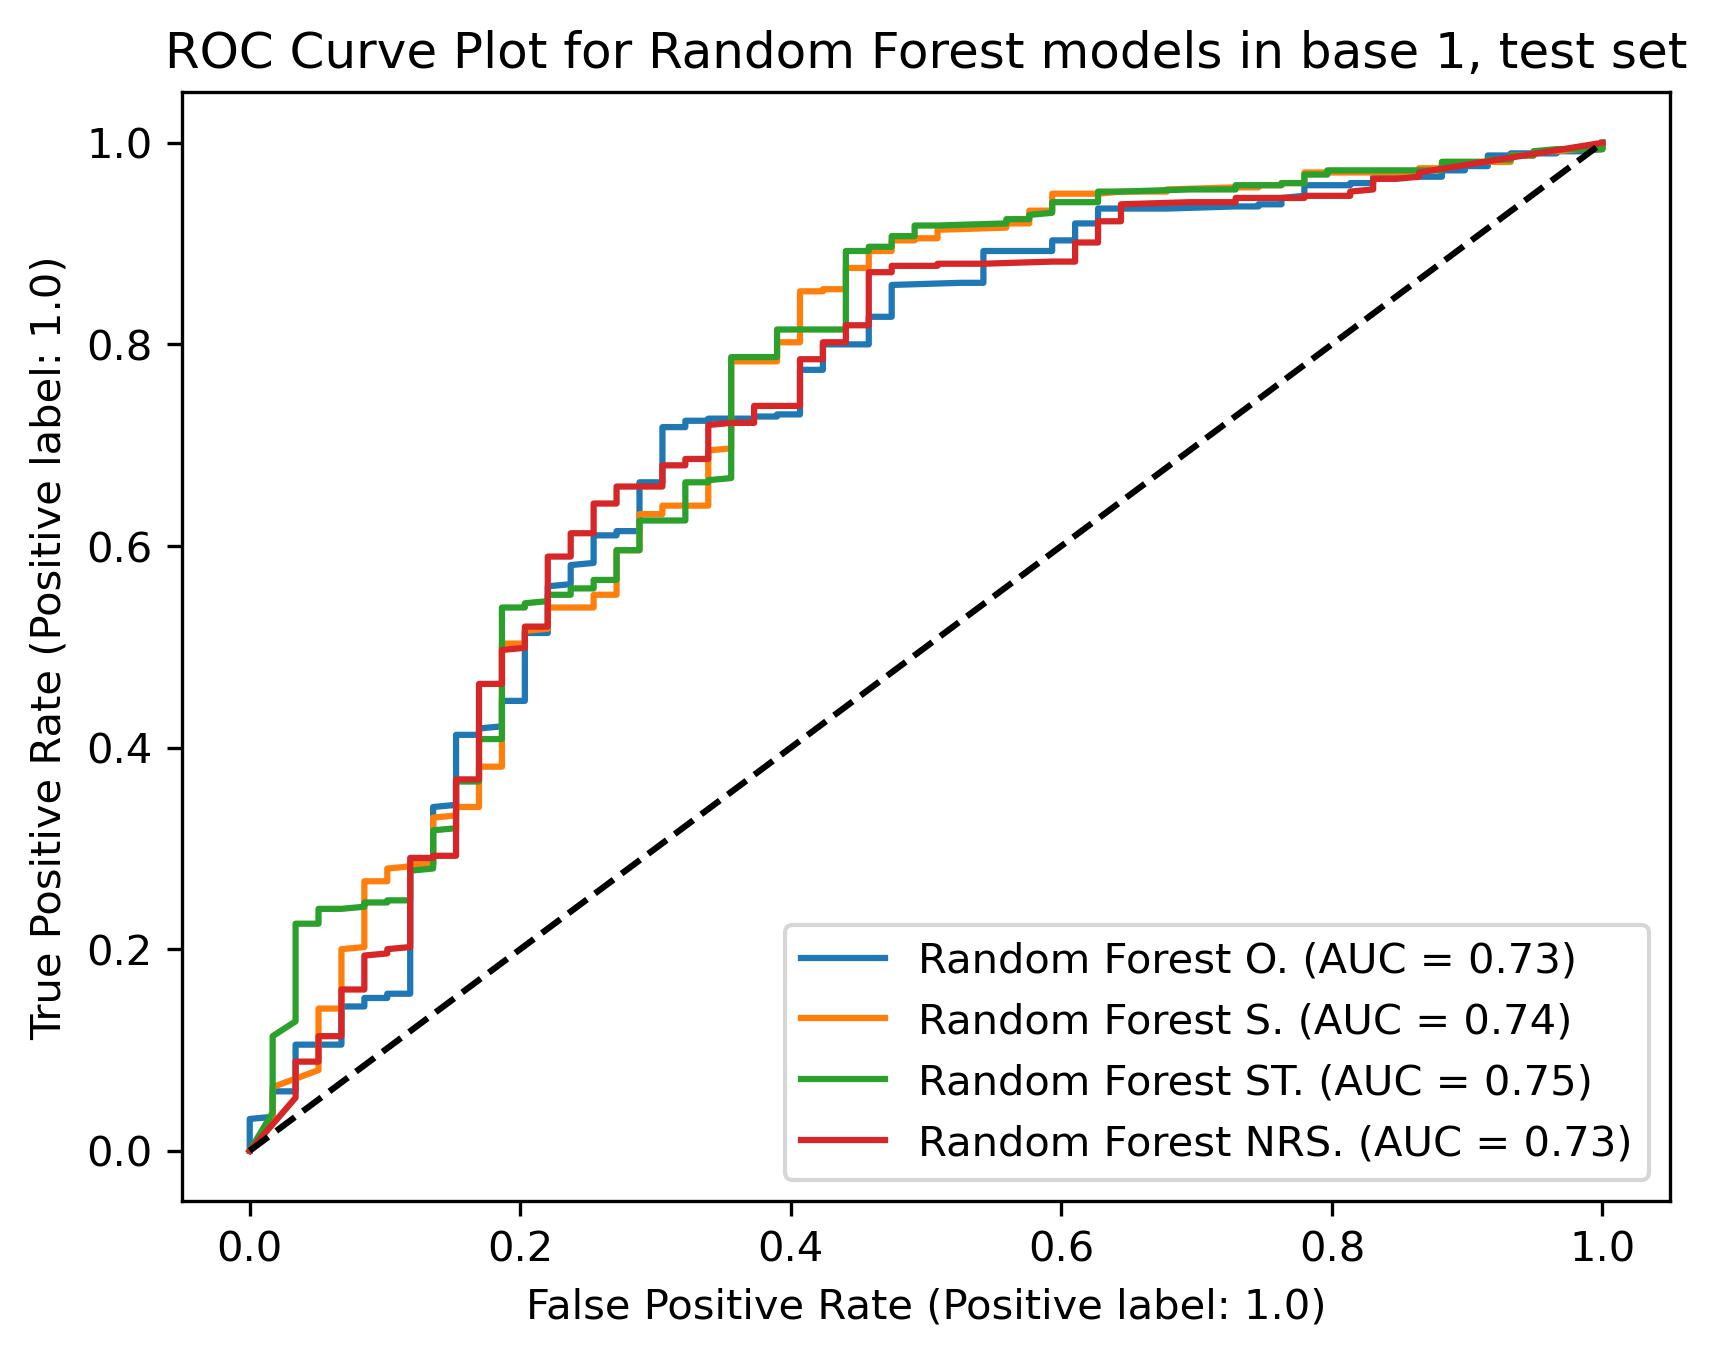 ROC Curve Plot for Random Forest models in base 1, test set
True Positive Rate (Positive label: 1.0)
1.0
0.8
0.6
0.4
0.2
0.0
Random Forest O. (AUC = 0.73)
Random Forest S. (AUC = 0.74)
Random Forest ST. (AUC = 0.75)
Random Forest NRS. (AUC = 0.73)
0.0 0.2 0.4 0.6 0.8 1.0
False Positive Rate (Positive label: 1.0)